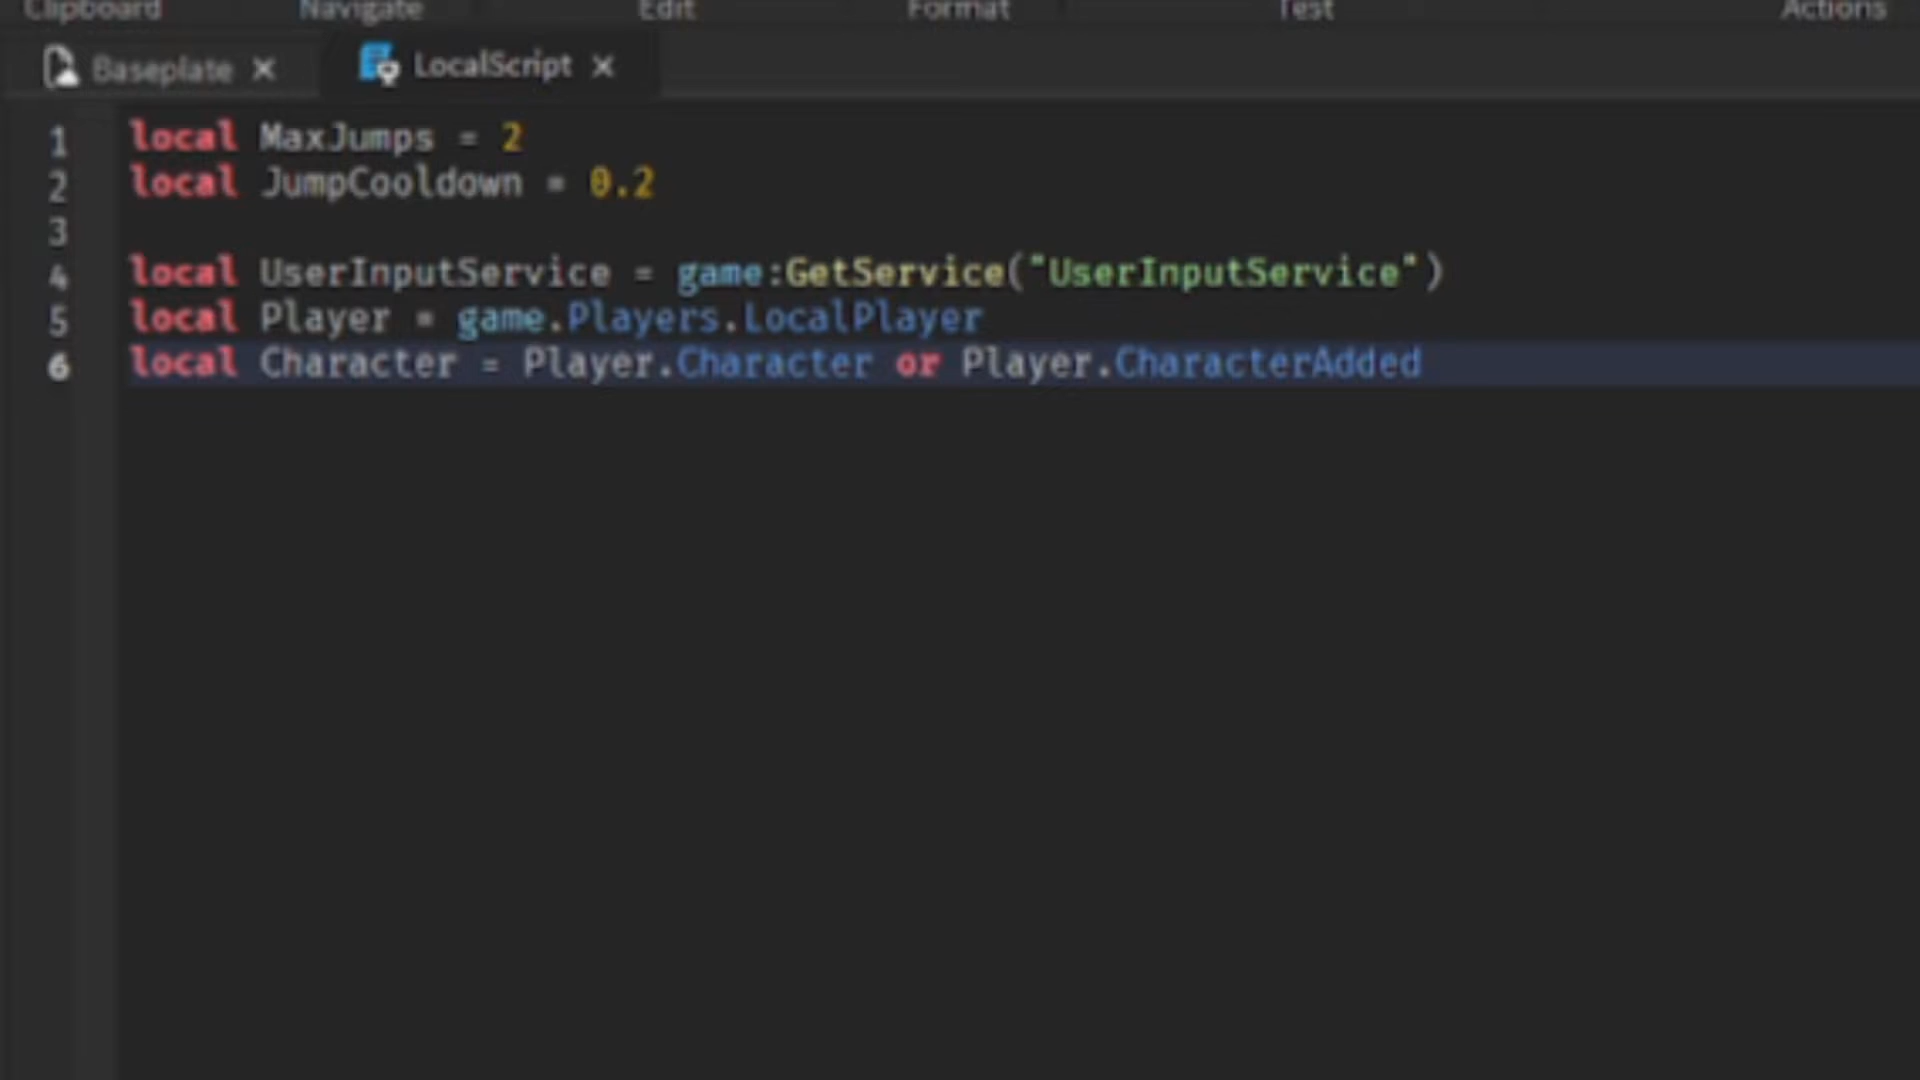 Clipboard Navigate Edit Format Test Actions
Baseplate LocalScript
1 local MaxJumps = 2
2 local JumpCooldown = 0.2
3
4 local UserInputService = game:GetService("UserInputService")
5 local Player = game.Players.LocalPlayer
6 local Character = Player.Character or Player.CharacterAdded